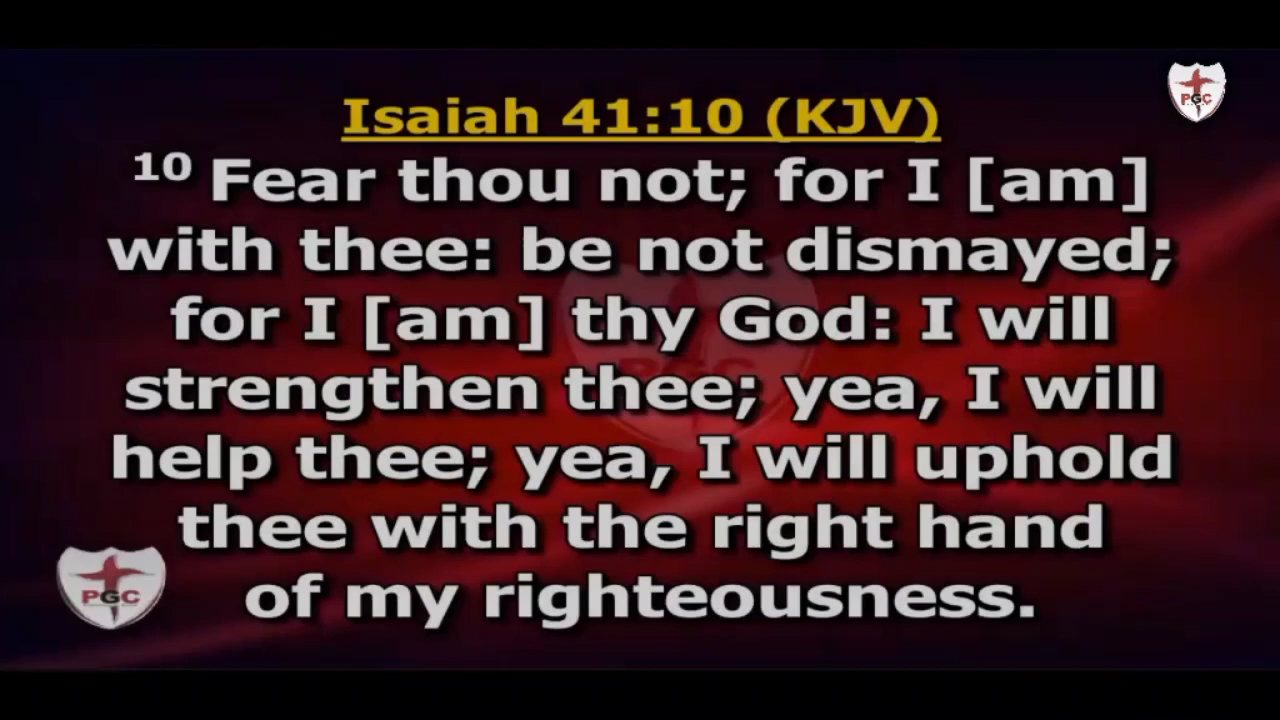 PGC
Isaiah 41:10 (KJV)
10 Fear thou not; for I [am]
with thee: be not dismayed;
for I [am] thy God: I will
strengthen thee; yea, I will
help thee; yea, I will uphold
thee with the right hand
of my righteousness.
PGC